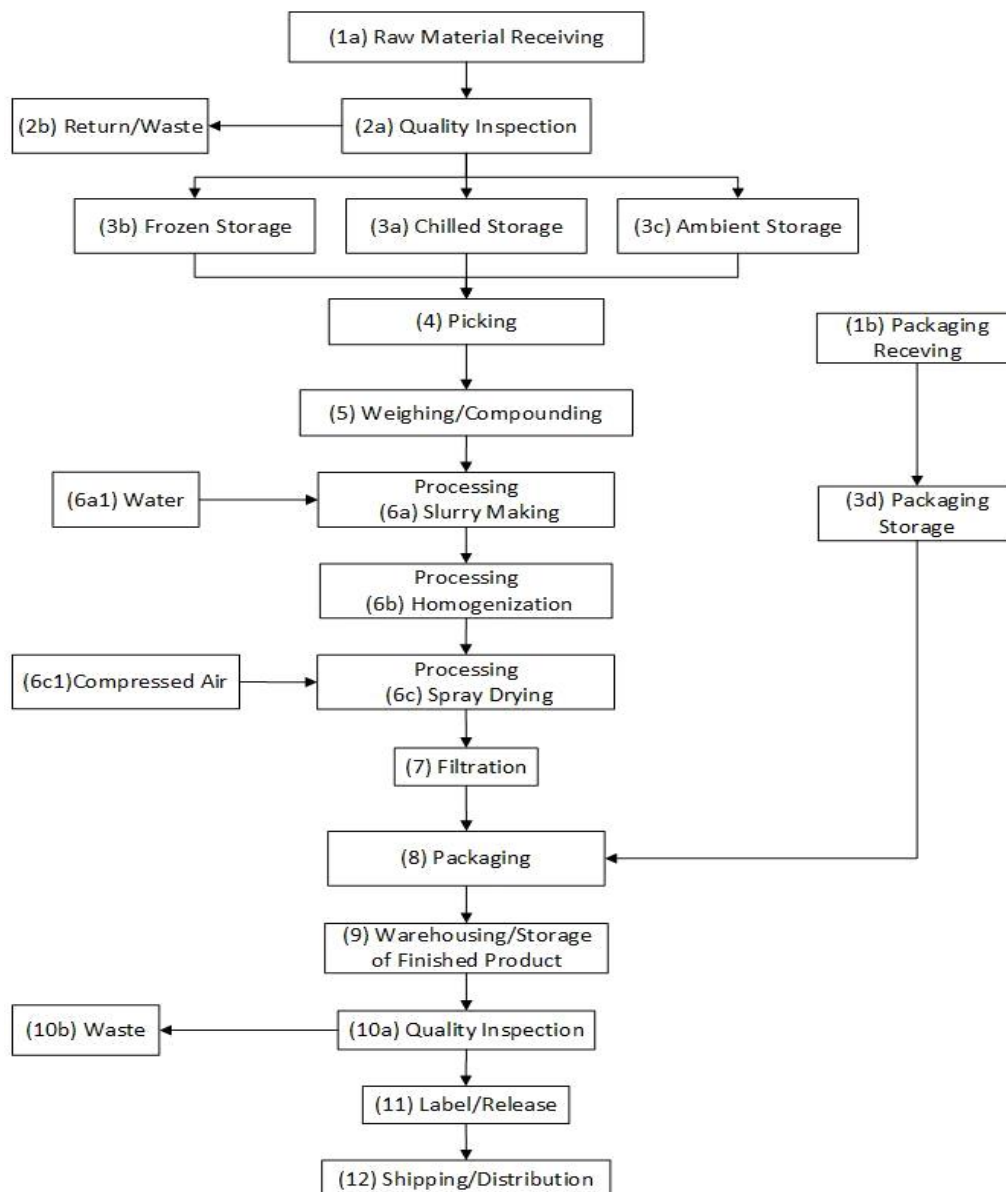 (1a) Raw Material Receiving
(2b) Return/Waste
(2a) Quality Inspection
(3b) Frozen Storage
(3a) Chilled Storage
(3c) Ambient Storage
(4) Picking
(1b) Packaging
Receving
(5) Weighing/Compounding
(6a1) Water
Processing
(6a) Slurry Making
(3d) Packaging
Storage
Processing
(6b) Homogenization
(6c1)Compressed Air
Processing
(6c) Spray Drying
(7) Filtration
(8) Packaging
(9) Warehousing/Storage
of Finished Product
(10b) Waste
(10a) Quality Inspection
(11) Label/Release
(12) Shipping/Distribution